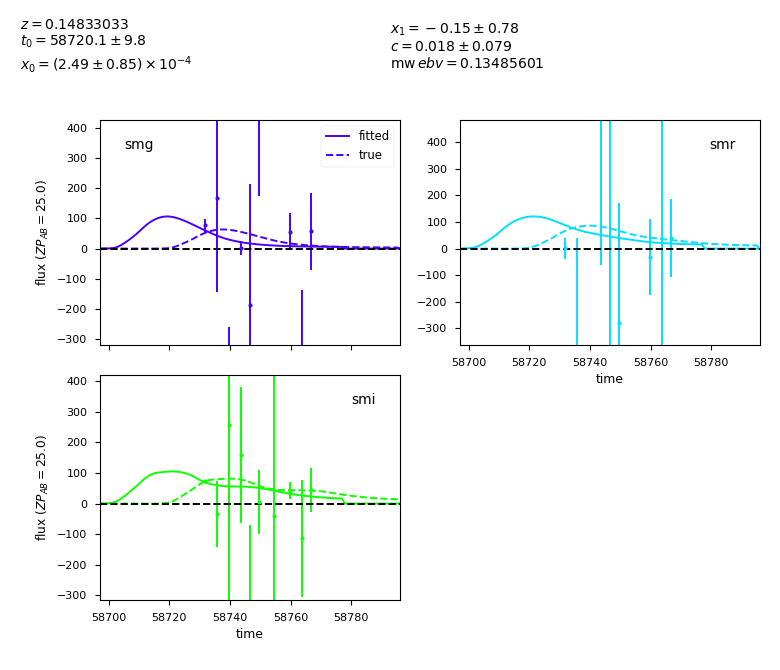 z = 0.14833033
t₀ = 58720.1 ± 9.8
x₀ = (2.49 ± 0.85) × 10⁻⁴
x₁ = −0.15 ± 0.78
c = 0.018 ± 0.079
mw ebv = 0.13485601
smg
fitted
true
400
300
200
100
0
−100
−200
−300
flux (ZP_AB = 25.0)
smr
400
300
200
100
0
−100
−200
−300
58700 58720 58740 58760 58780
time
smi
400
300
200
100
0
−100
−200
−300
flux (ZP_AB = 25.0)
58700 58720 58740 58760 58780
time